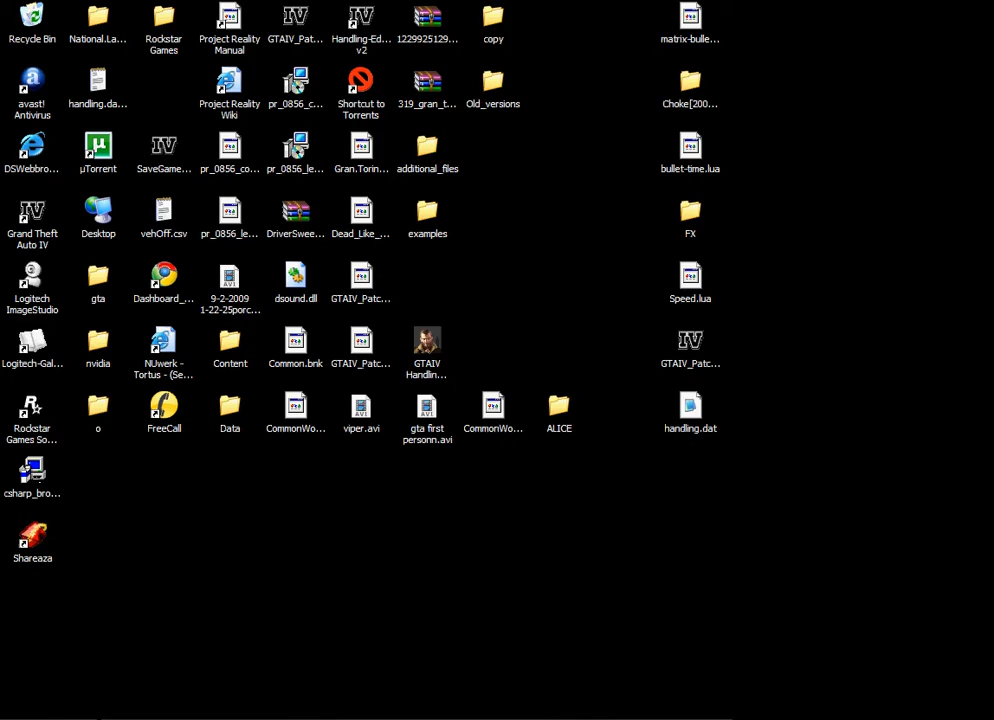 Recycle Bin
National.La...
Rockstar
Games
Project Reality
Manual
GTAIV_Pat...
Handling-Ed...
v2
1229925129...
copy
matrix-bulle...
avast!
Antivirus
handling.da...
Project Reality
Wiki
pr_0856_c...
Shortcut to
Torrents
319_gran_t...
Old_versions
Choke[200...
DSWebbro...
µTorrent
SaveGame...
pr_0856_co...
pr_0856_le...
Gran.Torin...
additional_files
bullet-time.lua
Grand Theft
Auto IV
Desktop
vehOff.csv
pr_0856_le...
DriverSwee...
Dead_Like_...
examples
FX
Logitech
ImageStudio
gta
Dashboard_...
9-2-2009
1-22-25porc...
dsound.dll
GTAIV_Patc...
Speed.lua
Logitech-Gal...
nvidia
NUwerk -
Tortus - (Se...
Content
Common.bnk
GTAIV_Patc...
GTAIV
Handlin...
GTAIV_Patc...
Rockstar
Games So...
o
FreeCall
Data
CommonWo...
viper.avi
gta first
personn.avi
CommonWo...
ALICE
handling.dat
csharp_bro...
Shareaza